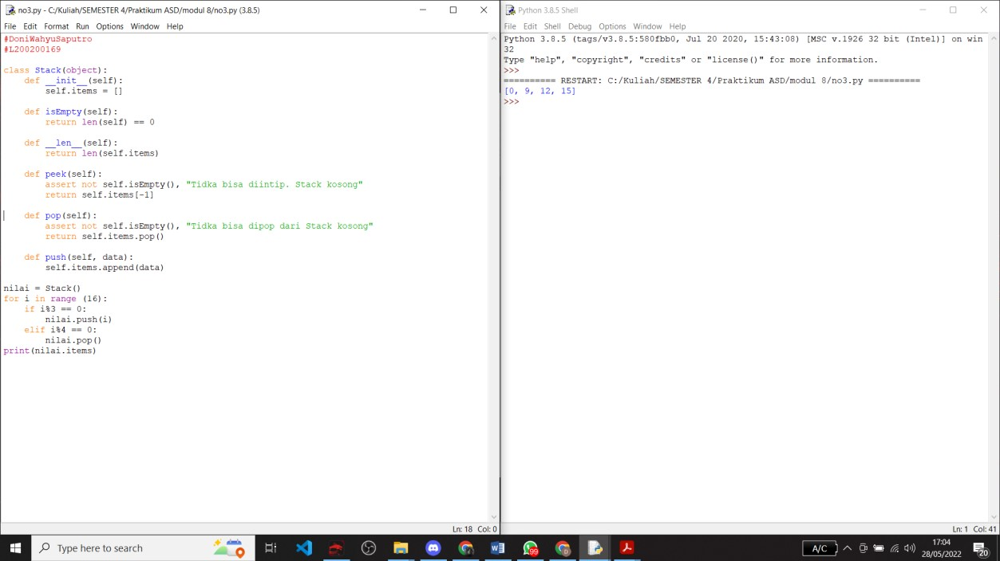 no3.py - C:/Kuliah/SEMESTER 4/Praktikum ASD/modul 8/no3.py (3.8.5)
File Edit Format Run Options Window Help
#DoniWahyuSaputro
#L200200169
class Stack(object):
def __init__(self):
self.items = []
def isEmpty(self):
return len(self) == 0
def __len__(self):
return len(self.items)
def peek(self):
assert not self.isEmpty(), "Tidka bisa diintip. Stack kosong"
return self.items[-1]
def pop(self):
assert not self.isEmpty(), "Tidka bisa dipop dari Stack kosong"
return self.items.pop()
def push(self, data):
self.items.append(data)
nilai = Stack()
for i in range (16):
if i%3 == 0:
nilai.push(i)
elif i%4 == 0:
nilai.pop()
print(nilai.items)
Ln: 18 Col: 0
Python 3.8.5 Shell
File Edit Shell Debug Options Window Help
Python 3.8.5 (tags/v3.8.5:580fbb0, Jul 20 2020, 15:43:08) [MSC v.1926 32 bit (Intel)] on win
32
Type "help", "copyright", "credits" or "license()" for more information.
>>>
========== RESTART: C:/Kuliah/SEMESTER 4/Praktikum ASD/modul 8/no3.py ==========
[0, 9, 12, 15]
>>>
Ln: 1 Col: 41
Type here to search
99
D
A/C
17:04
28/05/2022
20